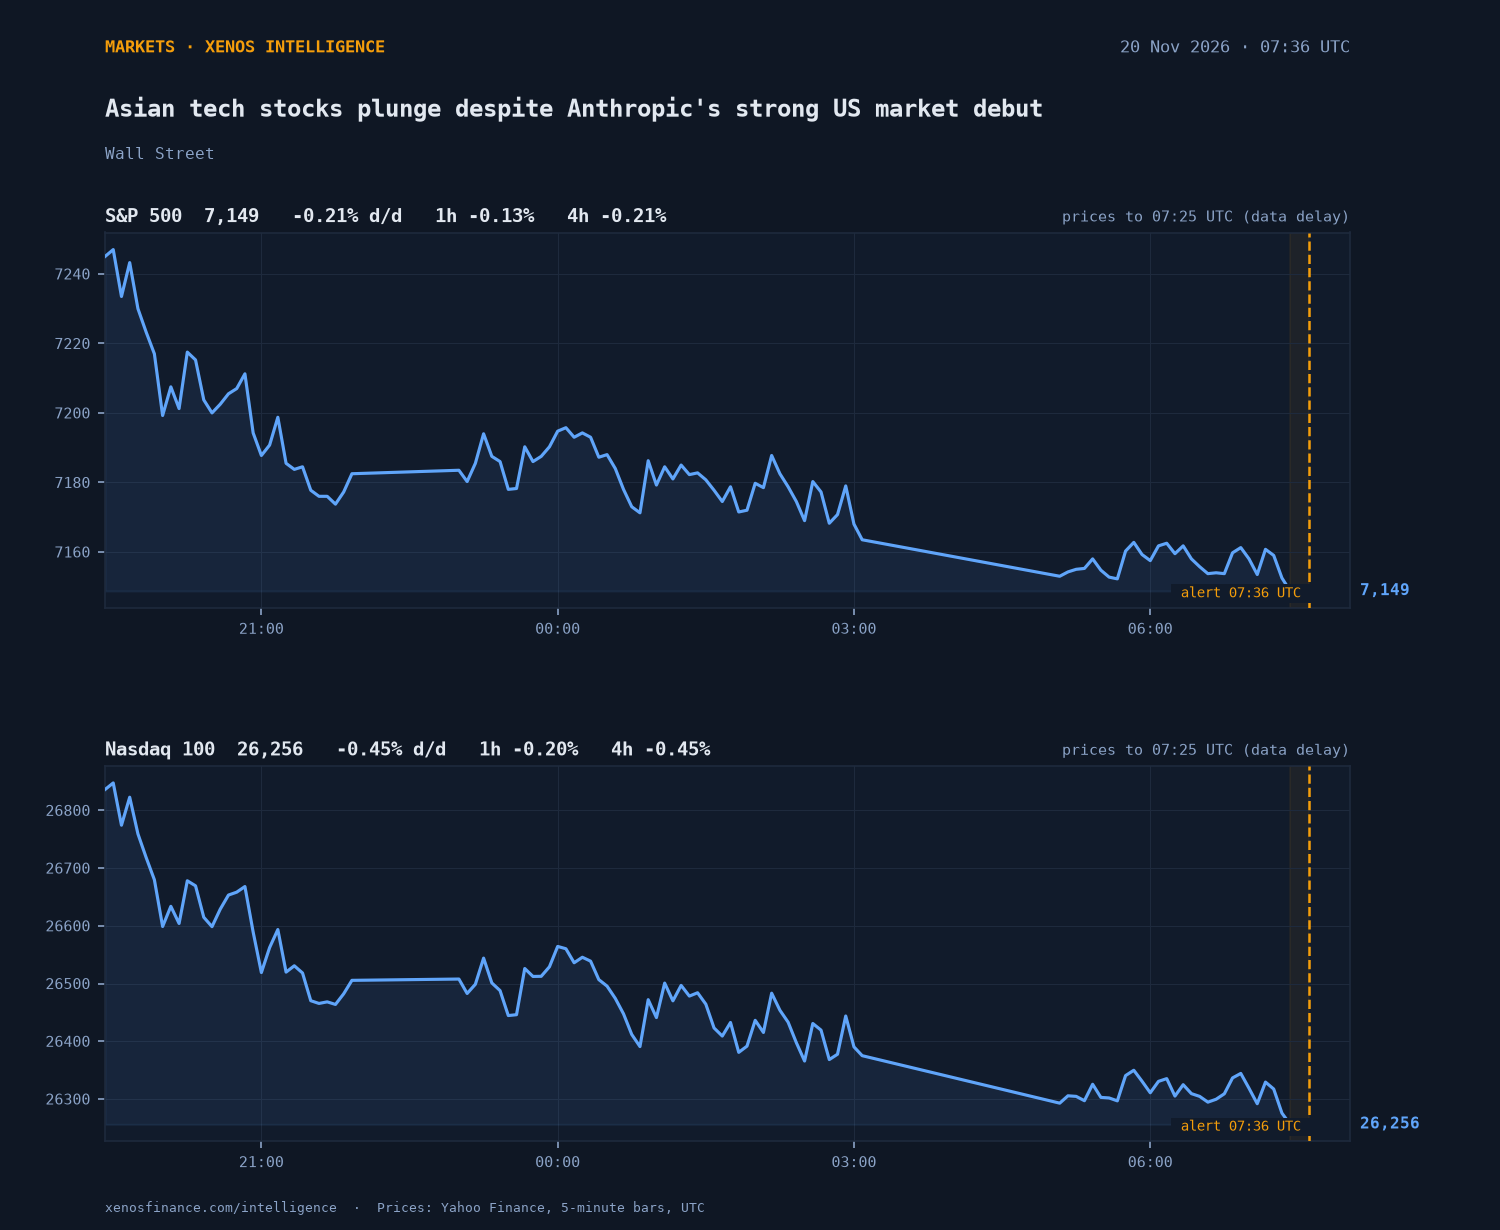 MARKETS · XENOS INTELLIGENCE
20 Nov 2026 · 07:36 UTC
Asian tech stocks plunge despite Anthropic's strong US market debut
Wall Street
S&P 500  7,149   -0.21% d/d   1h -0.13%   4h -0.21%
prices to 07:25 UTC (data delay)
7240
7220
7200
7180
7160
alert 07:36 UTC
7,149
21:00
00:00
03:00
06:00
Nasdaq 100  26,256   -0.45% d/d   1h -0.20%   4h -0.45%
prices to 07:25 UTC (data delay)
26800
26700
26600
26500
26400
26300
alert 07:36 UTC
26,256
21:00
00:00
03:00
06:00
xenosfinance.com/intelligence  ·  Prices: Yahoo Finance, 5-minute bars, UTC